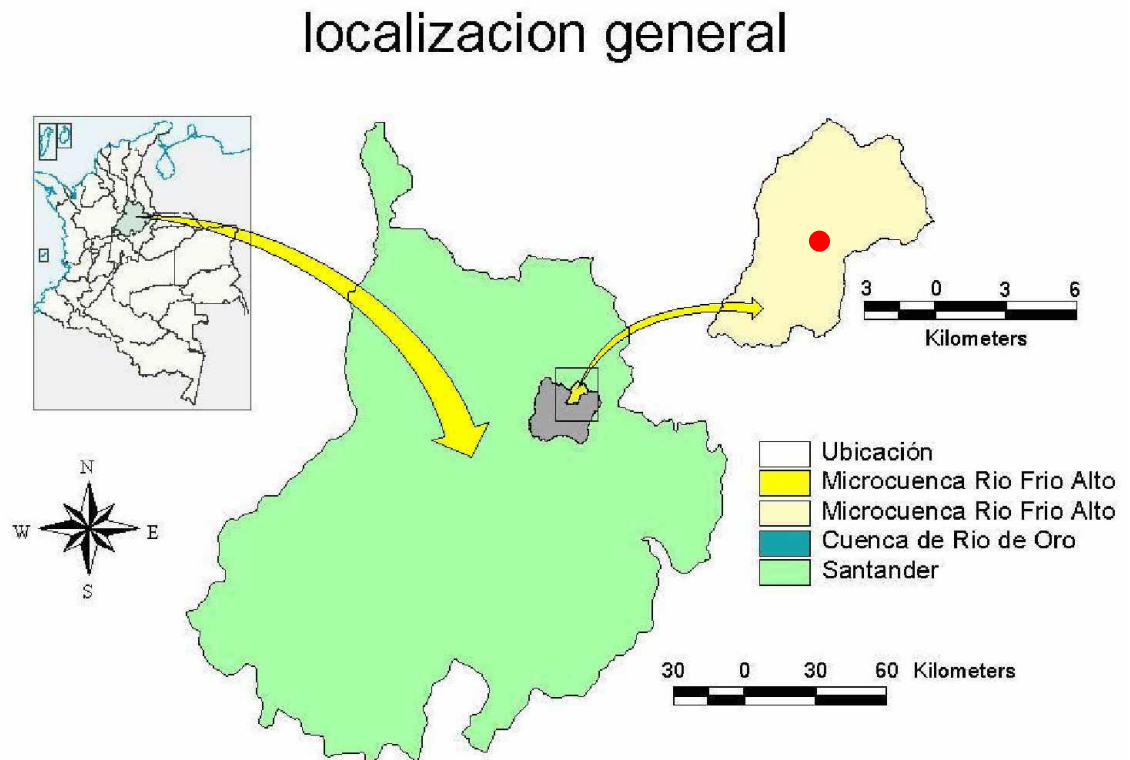 localizacion general
3 0 3 6
Kilometers
Ubicación
Microcuenca Rio Frio Alto
Microcuenca Rio Frio Alto
Cuenca de Rio de Oro
Santander
N
W E
S
30 0 30 60 Kilometers